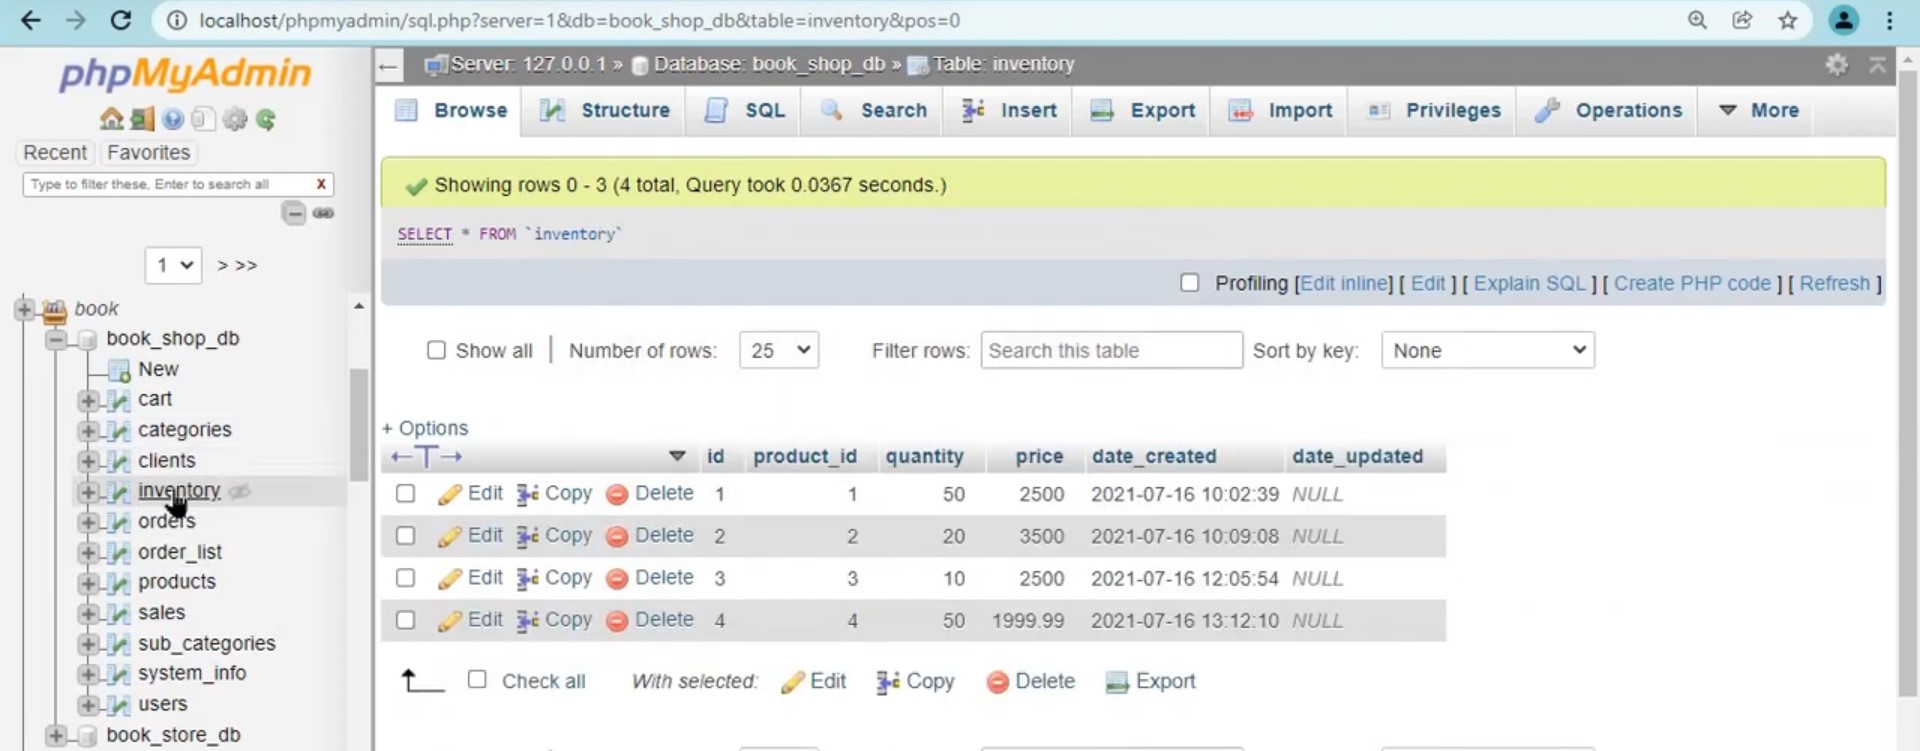 localhost/phpmyadmin/sql.php?server=1&db=book_shop_db&table=inventory&pos=0
phpMyAdmin
Recent Favorites
Type to filter these, Enter to search all X
1 > >>
book
book_shop_db
New
cart
categories
clients
inventory
orders
order_list
products
sales
sub_categories
system_info
users
book_store_db
Server: 127.0.0.1 » Database: book_shop_db » Table: inventory
Browse Structure SQL Search Insert Export Import Privileges Operations More
Showing rows 0 - 3 (4 total, Query took 0.0367 seconds.)
SELECT * FROM `inventory`
Profiling [Edit inline] [ Edit ] [ Explain SQL ] [ Create PHP code ] [ Refresh ]
Show all | Number of rows: 25 Filter rows: Search this table Sort by key: None
+ Options
←T→ id product_id quantity price date_created date_updated
Edit Copy Delete 1 1 50 2500 2021-07-16 10:02:39 NULL
Edit Copy Delete 2 2 20 3500 2021-07-16 10:09:08 NULL
Edit Copy Delete 3 3 10 2500 2021-07-16 12:05:54 NULL
Edit Copy Delete 4 4 50 1999.99 2021-07-16 13:12:10 NULL
Check all With selected: Edit Copy Delete Export